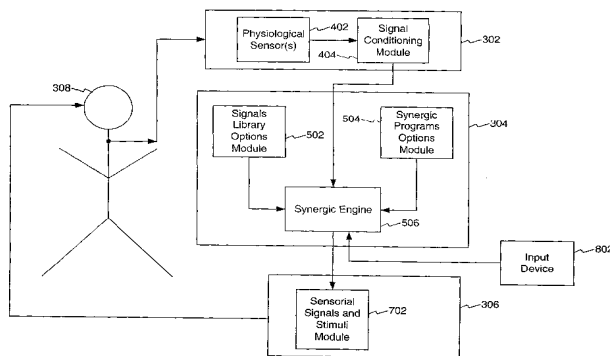 Physiological
Sensor(s)
402
Signal
Conditioning
Module
404
302
308
Signals
Library
Options
Module
502
504
Synergic
Programs
Options
Module
304
Synergic Engine
506
Input
Device
802
Sensorial
Signals and
Stimuli
Module
702
306